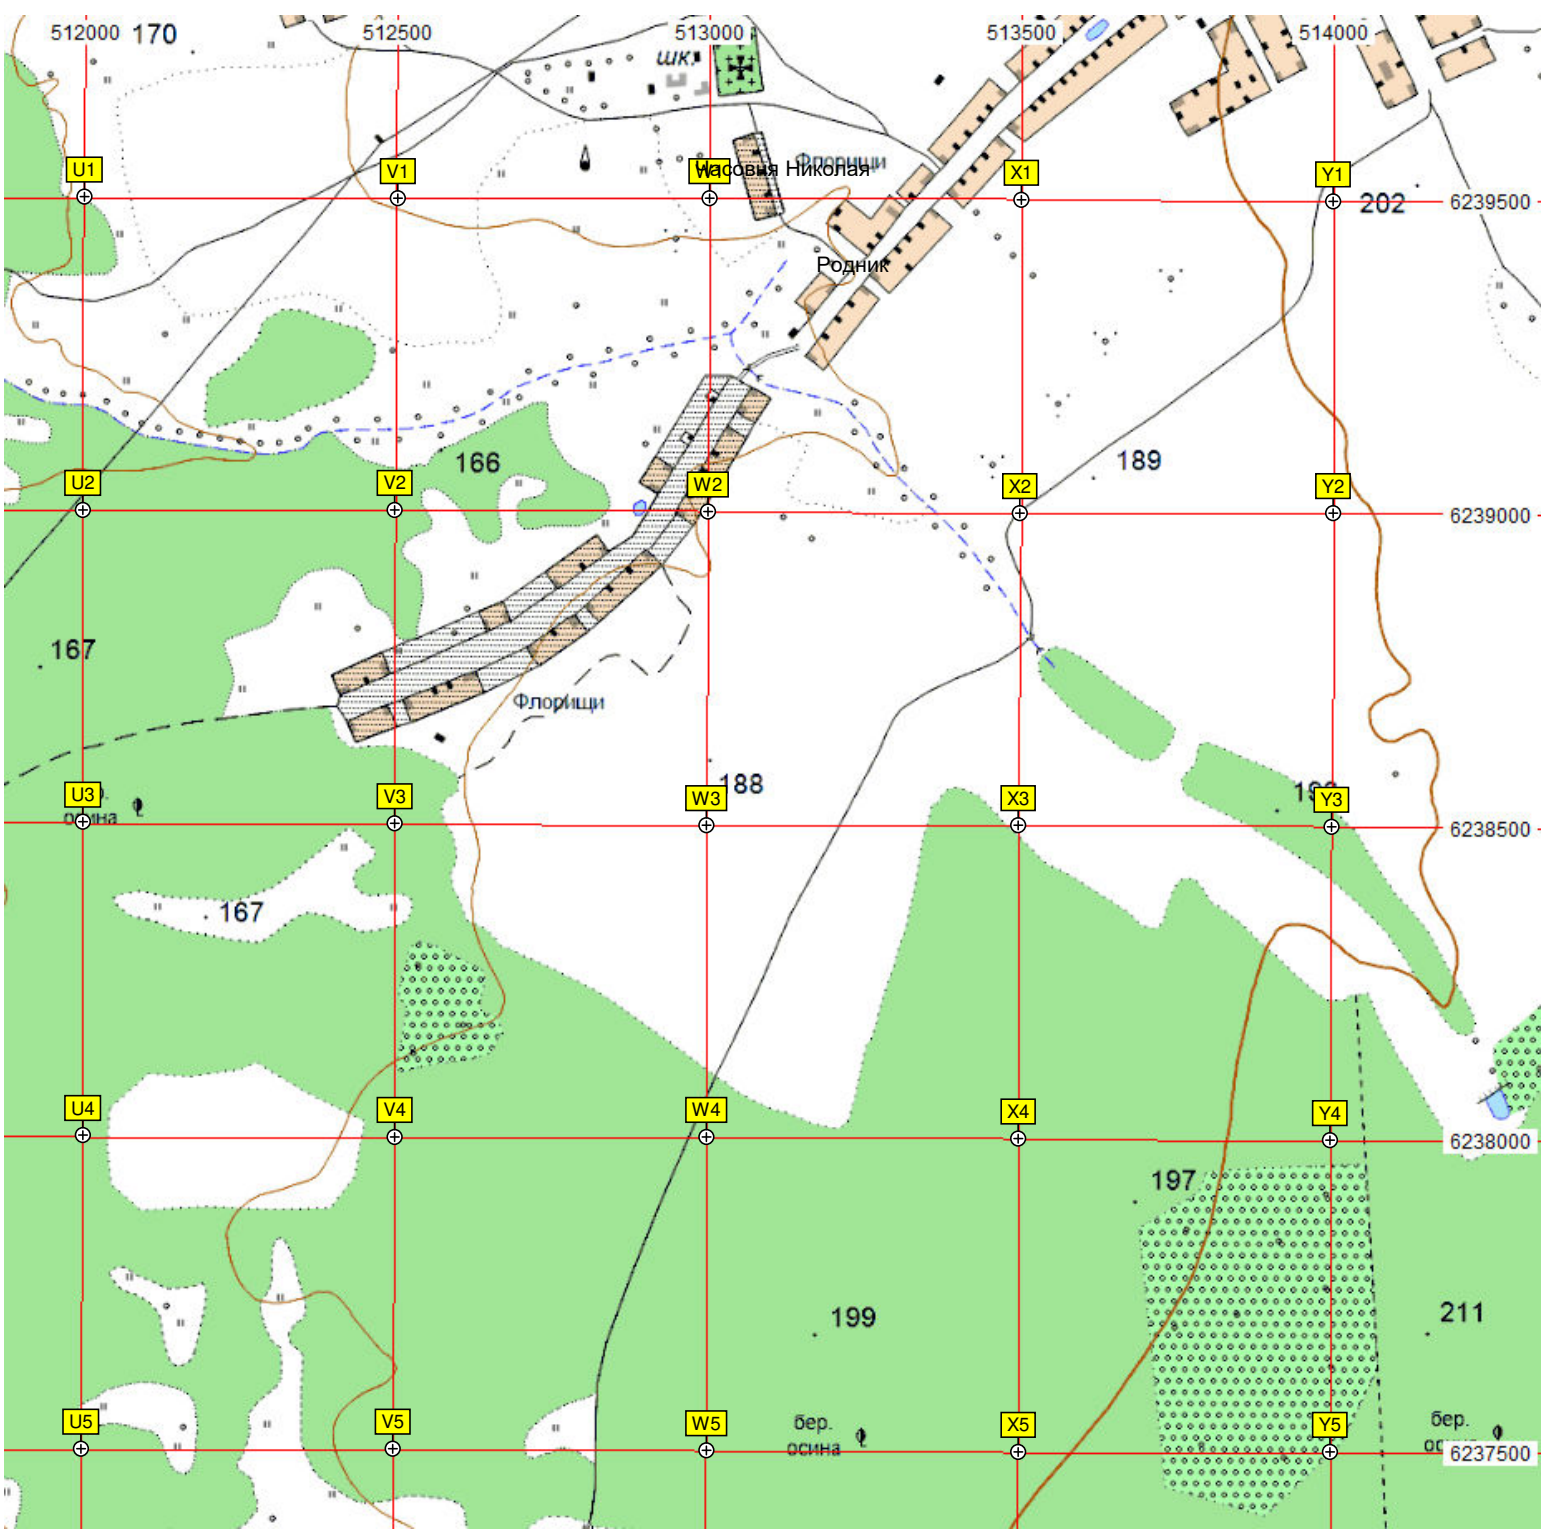 512000
170
512500
513000
513500
514000
шк.
Флорищи
Часовня Николая
U1
V1
W1
X1
Y1
202
6239500
Родник
166
189
U2
V2
W2
X2
Y2
6239000
167
Флорищи
188
U3
V3
W3
X3
Y3
осина
6238500
167
U4
V4
W4
X4
Y4
6238000
197
199
211
U5
V5
W5
X5
Y5
бер.
осина
бер.
6237500